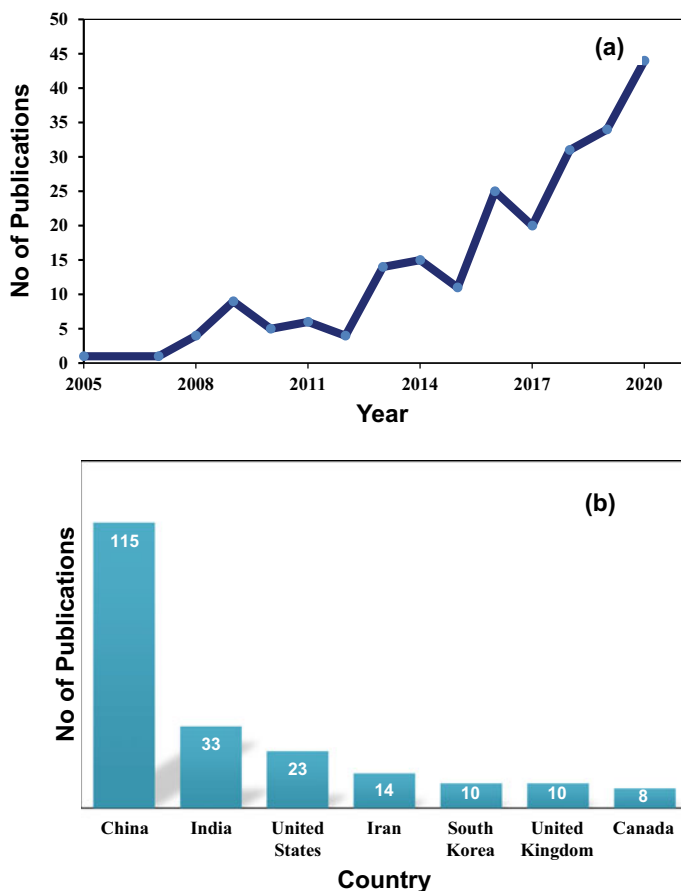 50
(a)
45
40
35
30
25
20
15
10
5
0
No of Publications
2005 2008 2011 2014 2017 2020
Year
(b)
No of Publications
115
33
23
14
10
10
8
China India United States Iran South Korea United Kingdom Canada
Country